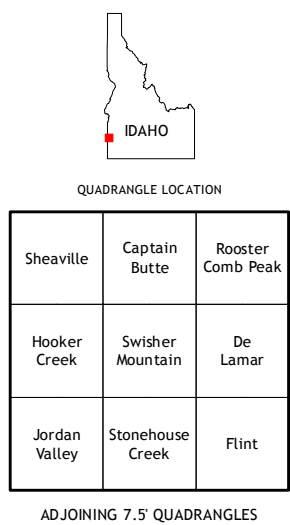 IDAHO
QUADRANGLE LOCATION
Sheaville
Captain
Butte
Rooster
Comb Peak
Hooker
Creek
Swisher
Mountain
De
Lamar
Jordan
Valley
Stonehouse
Creek
Flint
ADJOINING 7.5' QUADRANGLES